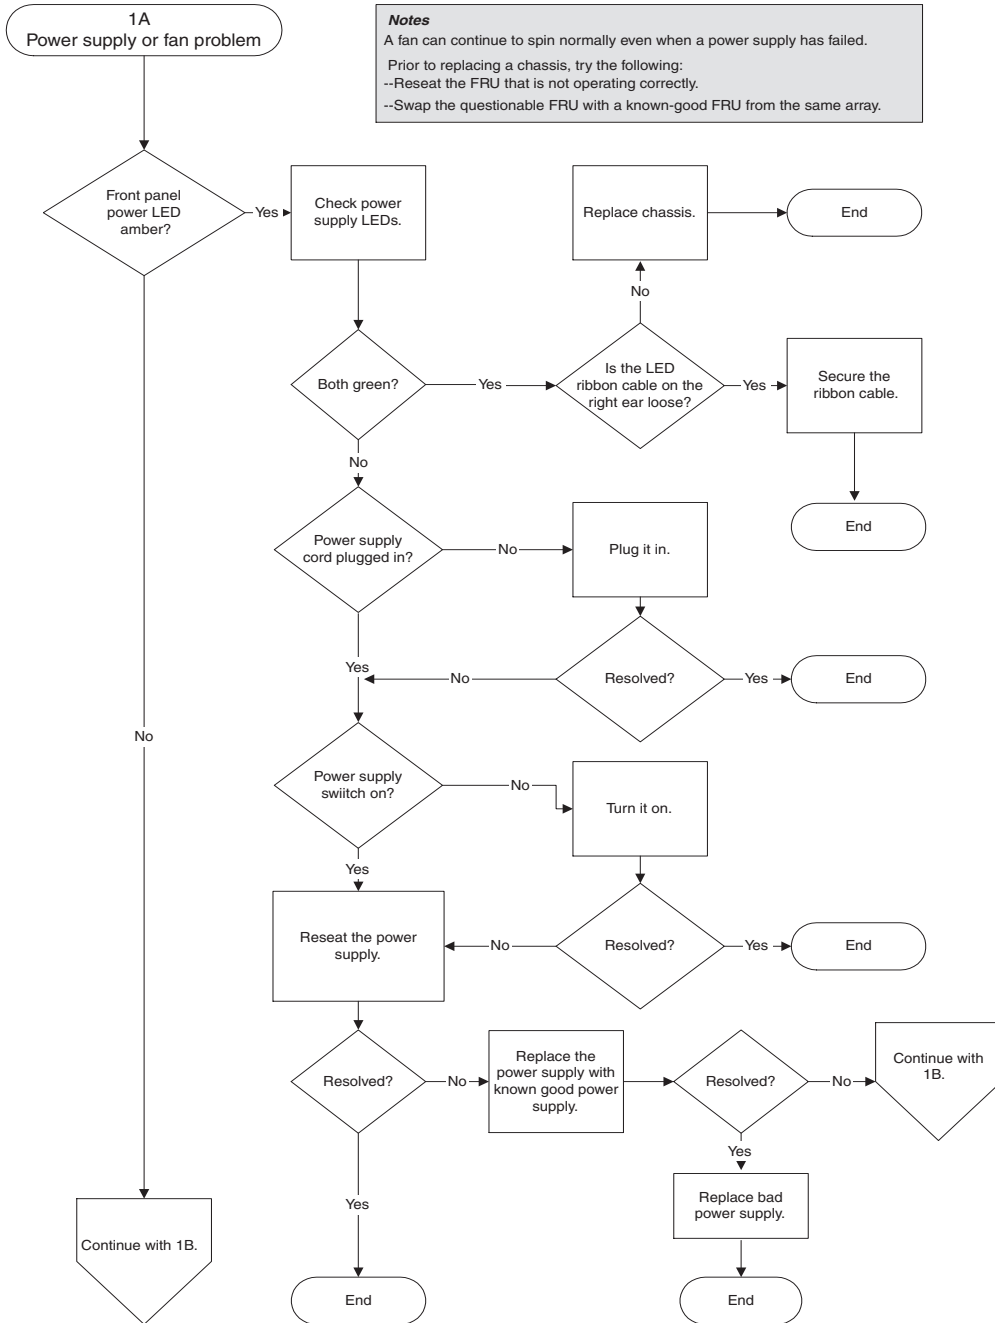 1A
Power supply or fan problem
Notes
A fan can continue to spin normally even when a power supply has failed.
Prior to replacing a chassis, try the following:
--Reseat the FRU that is not operating correctly.
--Swap the questionable FRU with a known-good FRU from the same array.
Front panel
power LED
amber?
Yes
Check power
supply LEDs.
Replace chassis.
End
No
Both green?
Yes
Is the LED
ribbon cable on the
right ear loose?
Yes
Secure the
ribbon cable.
No
End
Power supply
cord plugged in?
No
Plug it in.
Yes
No
Resolved?
Yes
End
No
Power supply
swiitch on?
No
Turn it on.
Yes
Reseat the power
supply.
No
Resolved?
Yes
End
Resolved?
No
Replace the
power supply with
known good power
supply.
Resolved?
No
Continue with
1B.
Yes
Yes
Replace bad
power supply.
Continue with 1B.
End
End